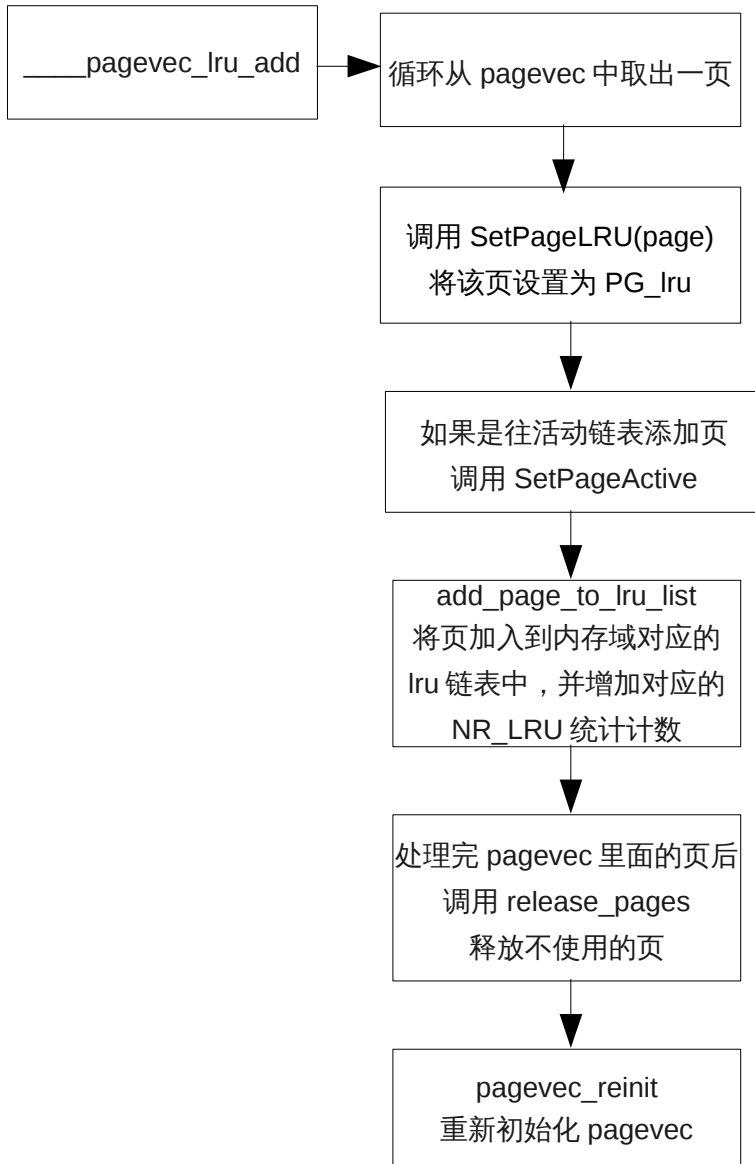 ____pagevec_lru_add
循环从 pagevec 中取出一页
调用 SetPageLRU(page)
将该页设置为 PG_lru
如果是往活动链表添加页
调用 SetPageActive
add_page_to_lru_list
将页加入到内存域对应的
lru 链表中，并增加对应的
NR_LRU 统计计数
处理完 pagevec 里面的页后
调用 release_pages
释放不使用的页
pagevec_reinit
重新初始化 pagevec